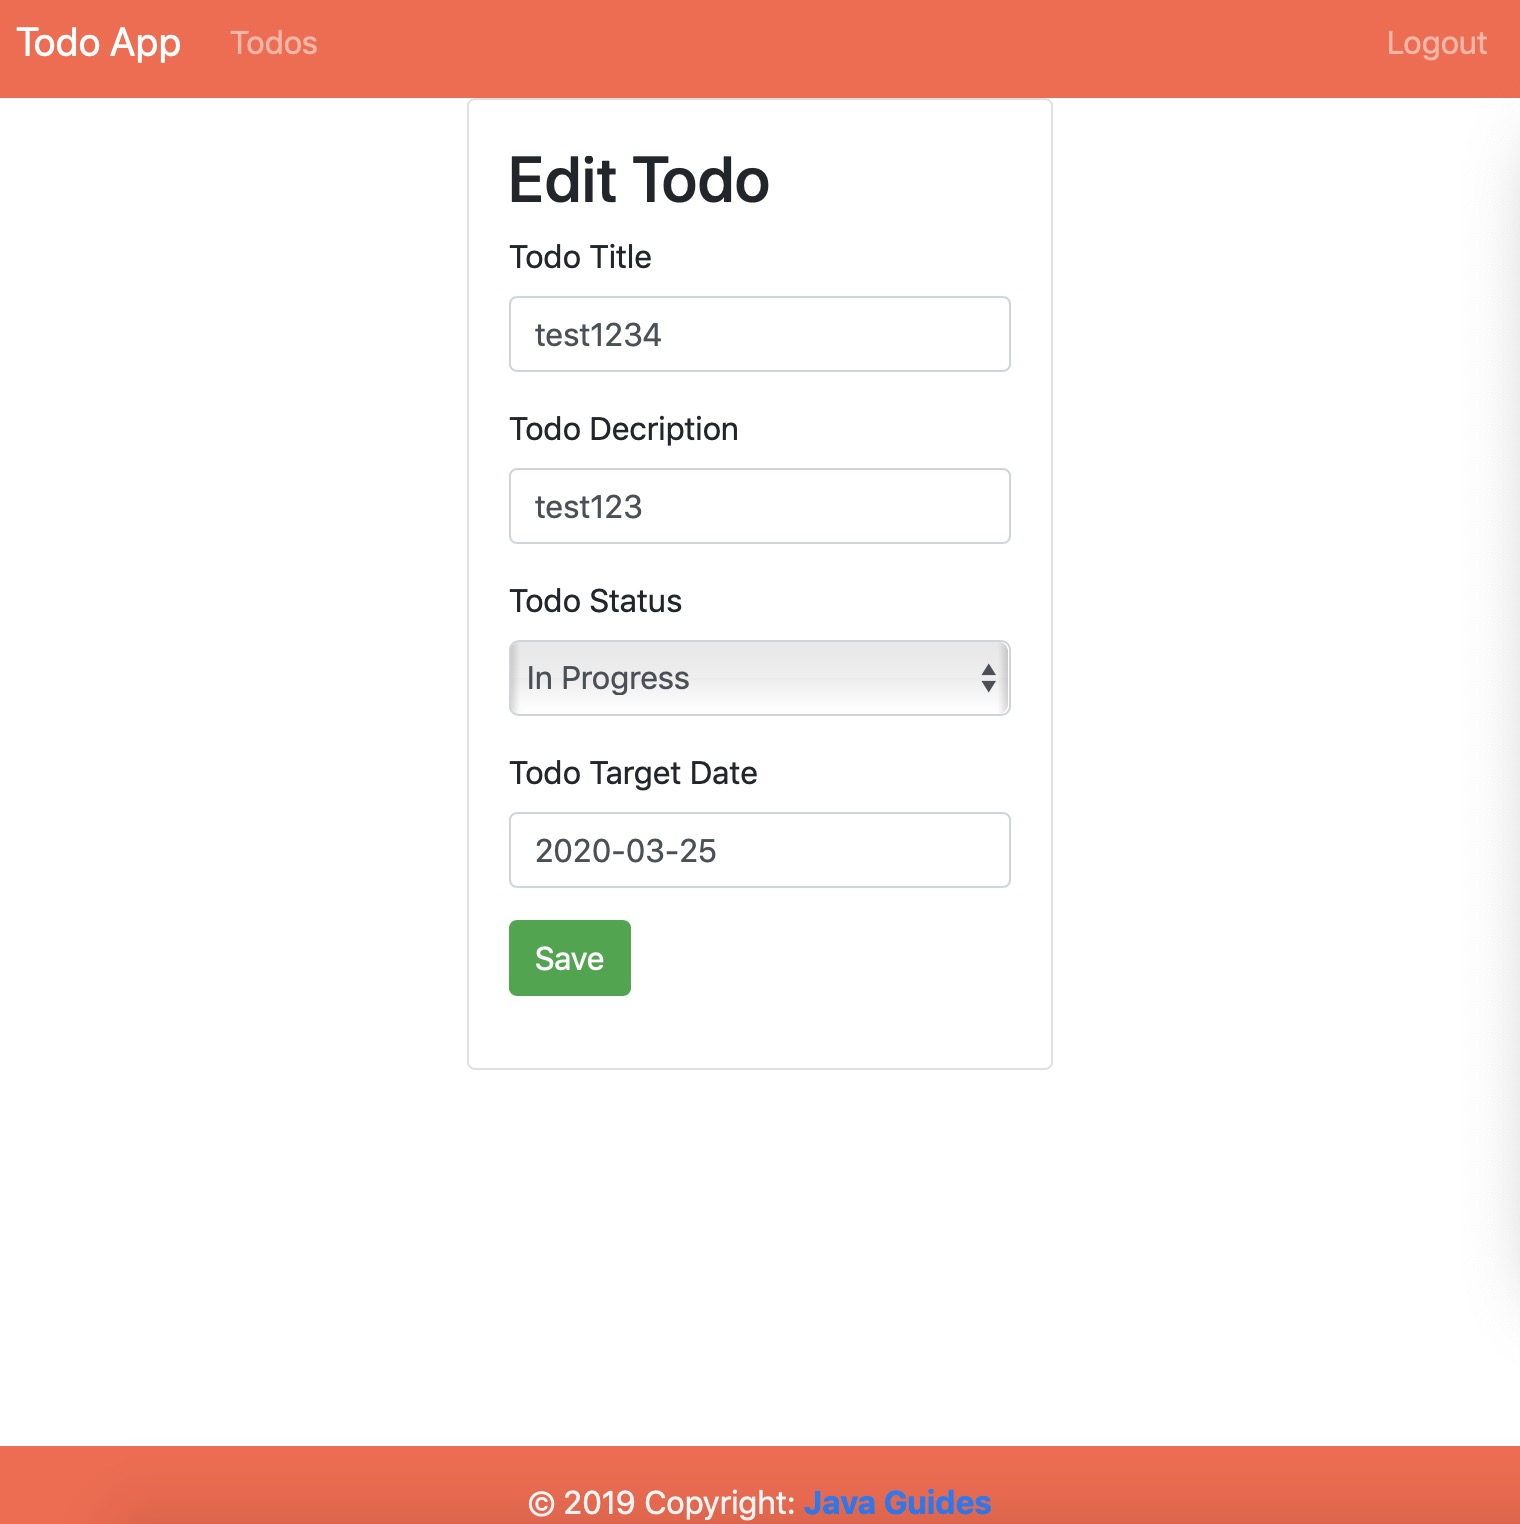 Todo App Todos Logout
Edit Todo
Todo Title
test1234
Todo Decription
test123
Todo Status
In Progress
Todo Target Date
2020-03-25
Save
© 2019 Copyright: Java Guides